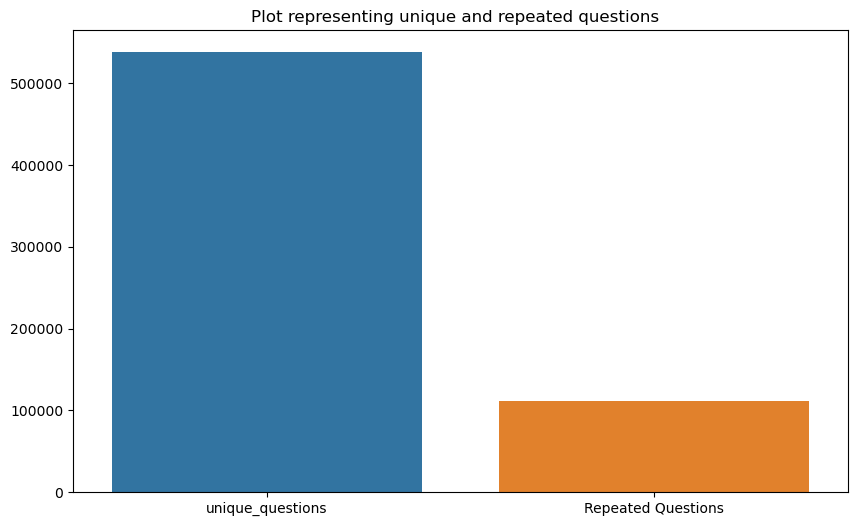 Plot representing unique and repeated questions
500000
400000
300000
200000
100000
0
unique_questions
Repeated Questions